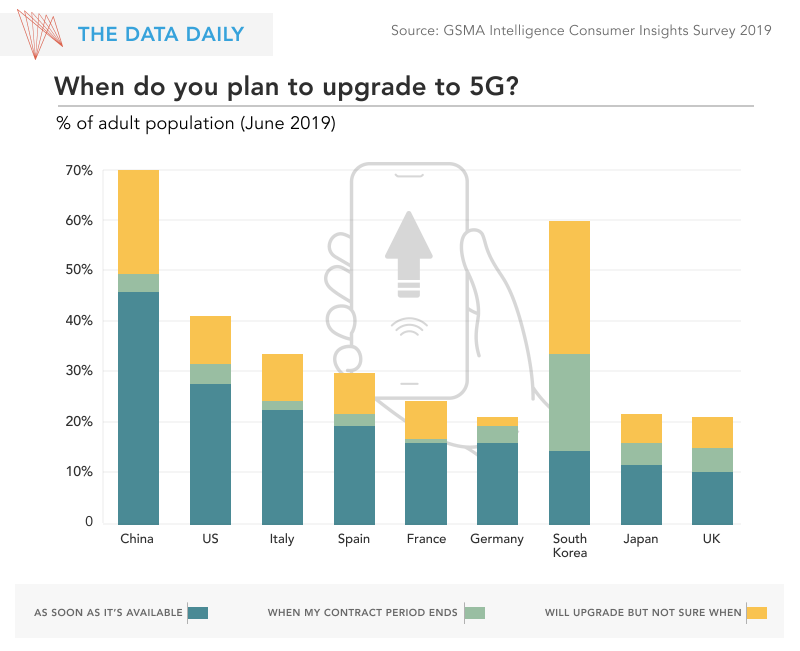 THE DATA DAILY
Source: GSMA Intelligence Consumer Insights Survey 2019
When do you plan to upgrade to 5G?
% of adult population (June 2019)
70%
60%
50%
40%
30%
20%
10%
0
China
US
Italy
Spain
France
Germany
South
Korea
Japan
UK
AS SOON AS IT'S AVAILABLE
WHEN MY CONTRACT PERIOD ENDS
WILL UPGRADE BUT NOT SURE WHEN